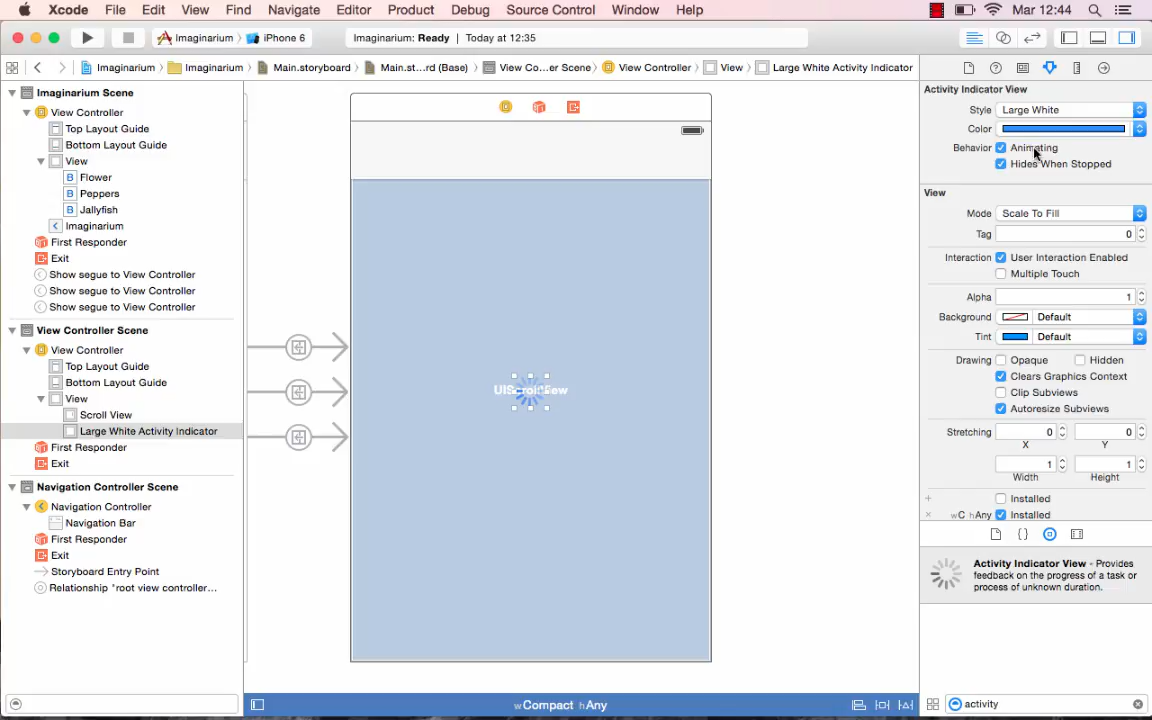 Xcode File Edit View Find Navigate Editor Product Debug Source Control Window Help Mar 12:44
Imaginarium iPhone 6 Imaginarium: Ready | Today at 12:35
Imaginarium Imaginarium Main.storyboard Main.st...rd (Base) View Co...er Scene View Controller View Large White Activity Indicator
Imaginarium Scene
View Controller
Top Layout Guide
Bottom Layout Guide
View
B Flower
B Peppers
B Jallyfish
Imaginarium
First Responder
Exit
Show segue to View Controller
Show segue to View Controller
Show segue to View Controller
View Controller Scene
View Controller
Top Layout Guide
Bottom Layout Guide
View
Scroll View
Large White Activity Indicator
First Responder
Exit
Navigation Controller Scene
Navigation Controller
Navigation Bar
First Responder
Exit
Storyboard Entry Point
Relationship "root view controller...
UIScrollView
wCompact hAny
Activity Indicator View
Style Large White
Color
Behavior Animating
Hides When Stopped
View
Mode Scale To Fill
Tag 0
Interaction User Interaction Enabled
Multiple Touch
Alpha 1
Background Default
Tint Default
Drawing Opaque Hidden
Clears Graphics Context
Clip Subviews
Autoresize Subviews
Stretching 0 0
X Y
1 1
Width Height
+ Installed
× wC hAny Installed
Activity Indicator View - Provides
feedback on the progress of a task or
process of unknown duration.
activity